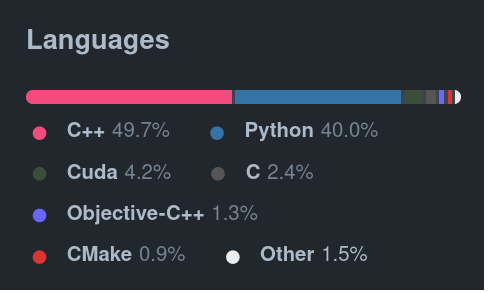 Languages
C++ 49.7% Python 40.0%
Cuda 4.2% C 2.4%
Objective-C++ 1.3%
CMake 0.9% Other 1.5%